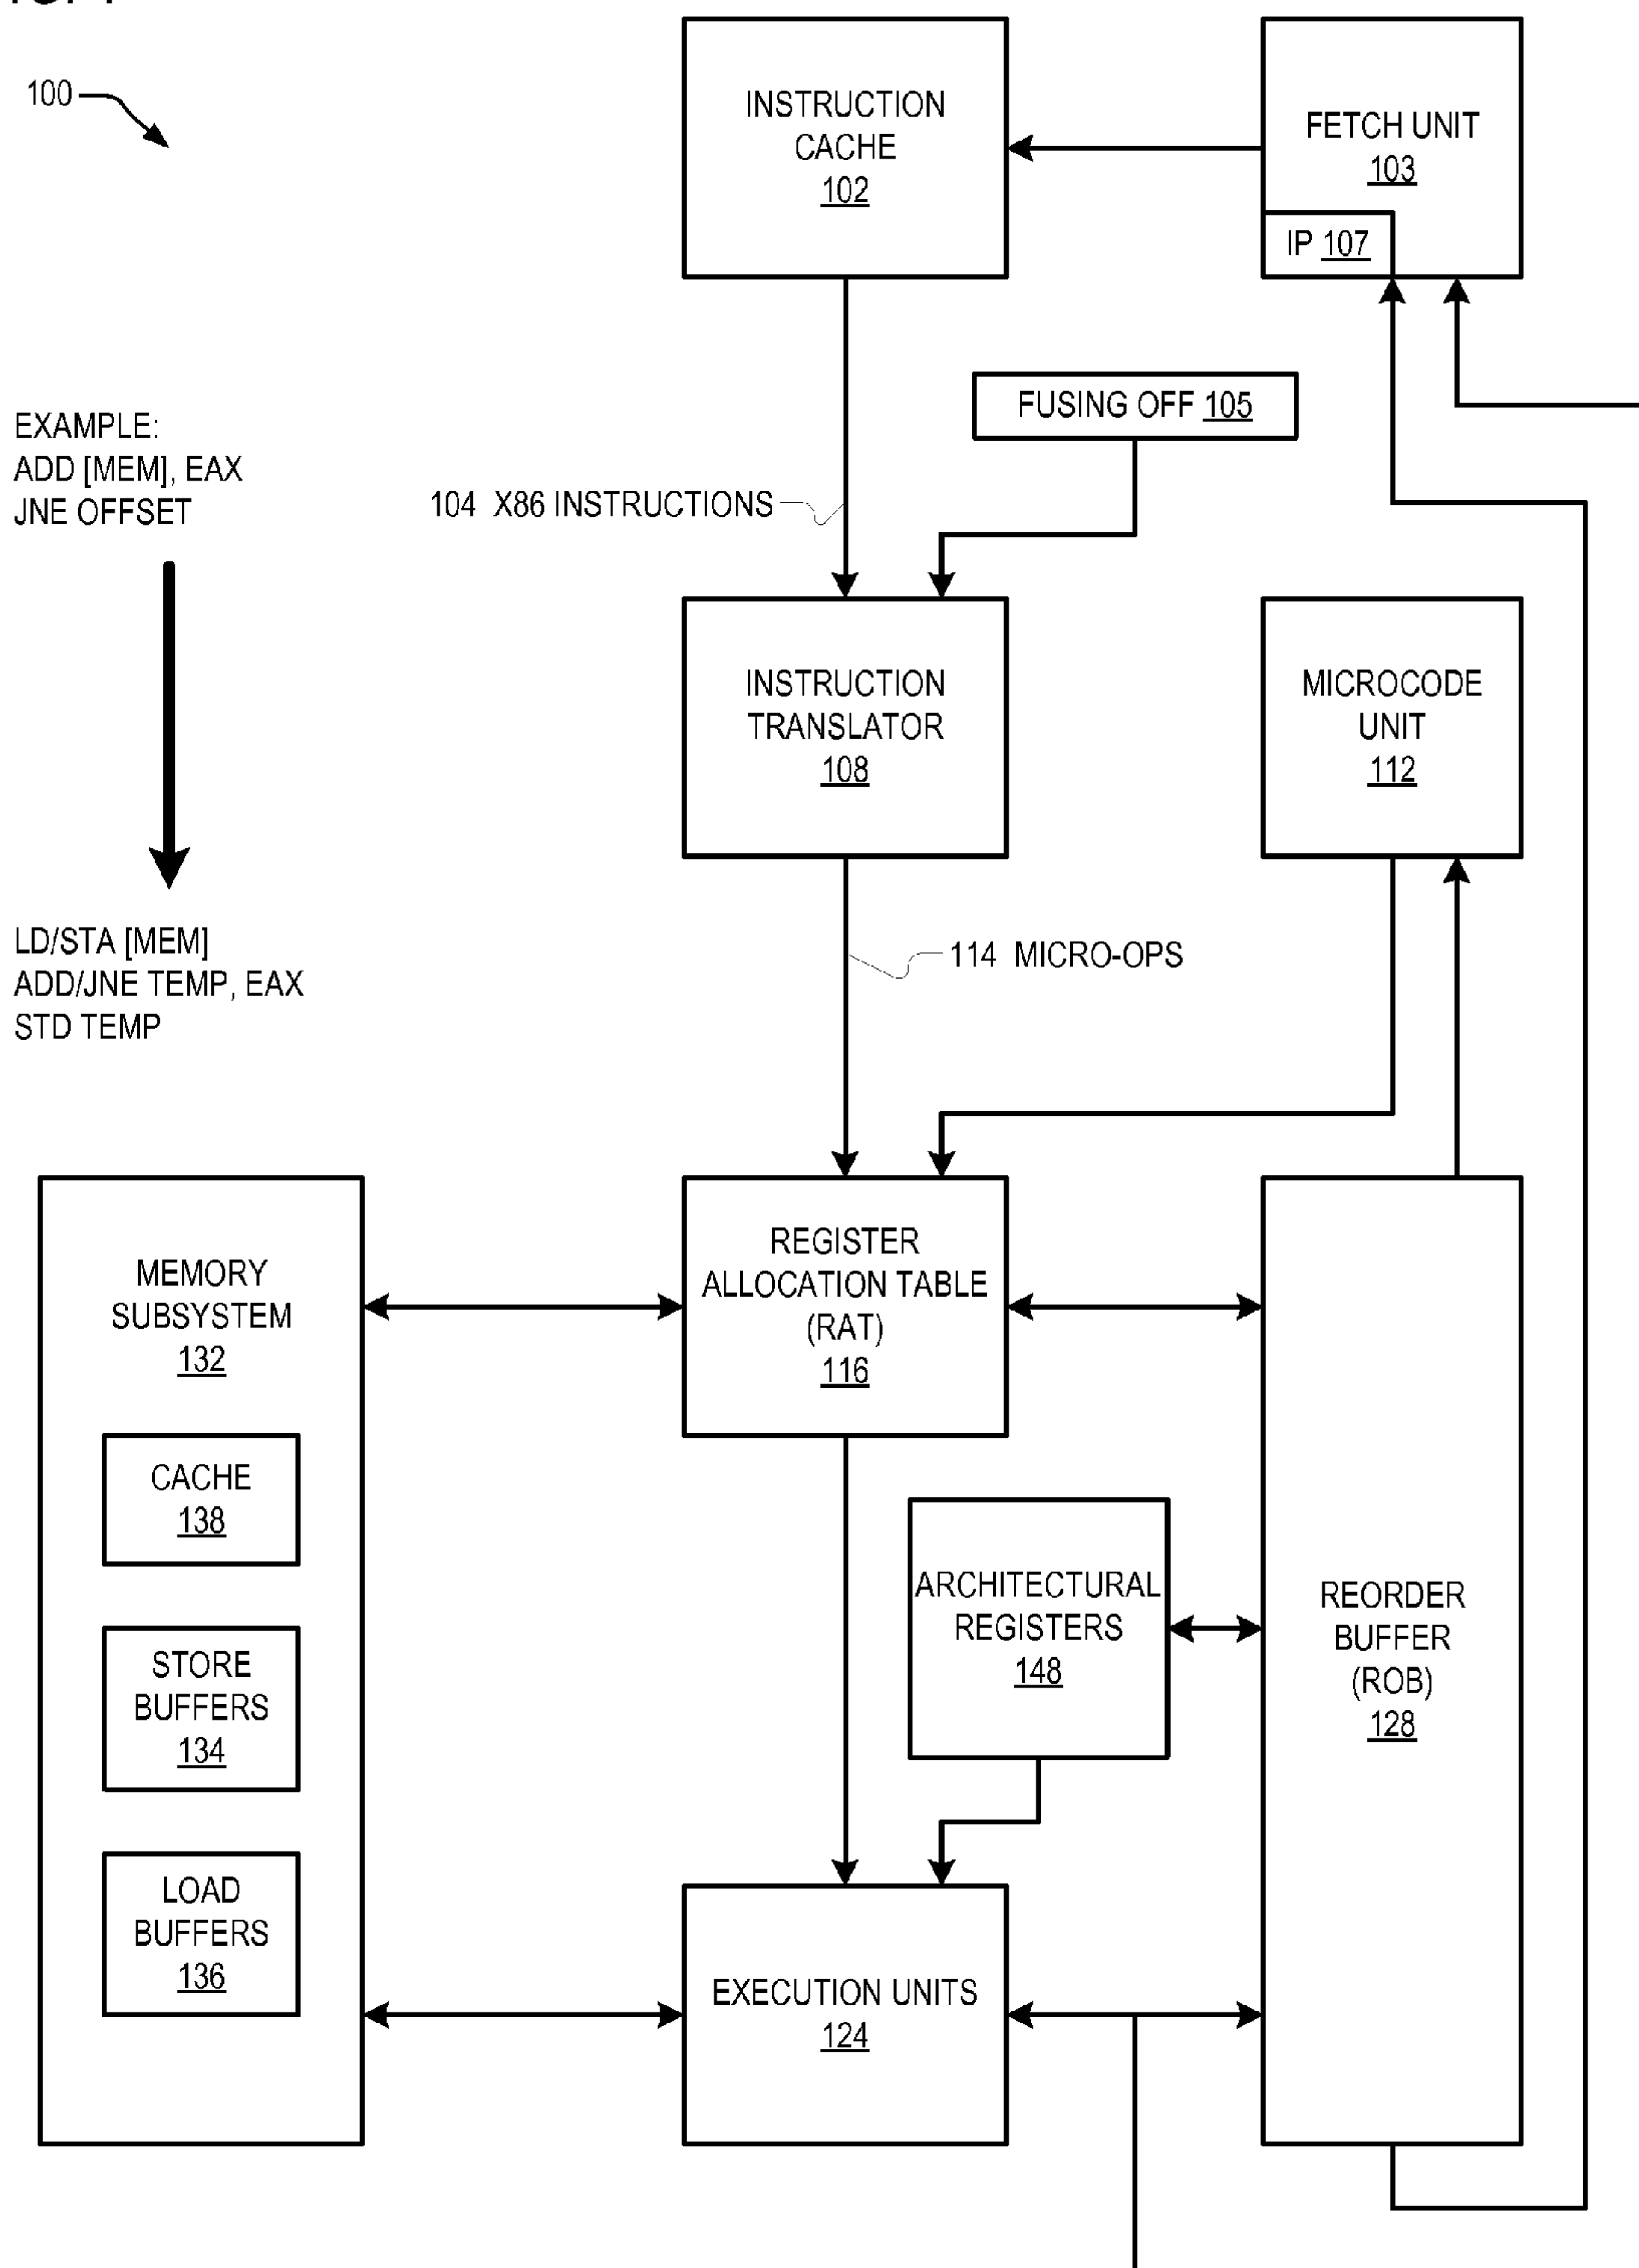 100
INSTRUCTION
CACHE
102
FETCH UNIT
103
IP 107
FUSING OFF 105
EXAMPLE:
ADD [MEM], EAX
JNE OFFSET
104 X86 INSTRUCTIONS
INSTRUCTION
TRANSLATOR
108
MICROCODE
UNIT
112
LD/STA [MEM]
ADD/JNE TEMP, EAX
STD TEMP
114 MICRO-OPS
MEMORY
SUBSYSTEM
132
CACHE
138
STORE
BUFFERS
134
LOAD
BUFFERS
136
REGISTER
ALLOCATION TABLE
(RAT)
116
ARCHITECTURAL
REGISTERS
148
EXECUTION UNITS
124
REORDER
BUFFER
(ROB)
128